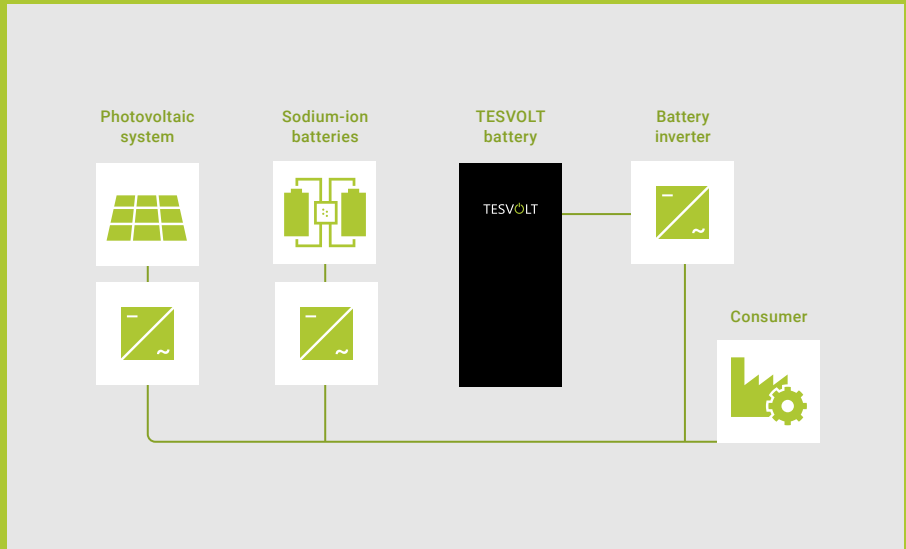 Photovoltaic
system
Sodium-ion
batteries
TESVOLT
battery
Battery
inverter
TESVOLT
Consumer